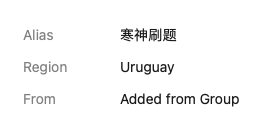 Alias 寒神刷题
Region Uruguay
From Added from Group